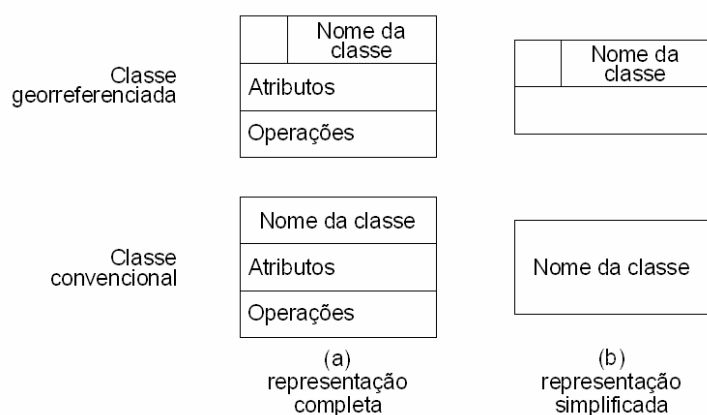 Classe
georreferenciada
Nome da
classe
Atributos
Operações
Nome da
classe
Classe
convencional
Nome da classe
Atributos
Operações
Nome da classe
(a)
representação
completa
(b)
representação
simplificada